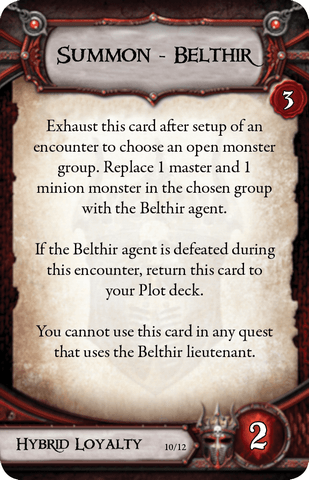 Summon - Belthir
3
Exhaust this card after setup of an
encounter to choose an open monster
group. Replace 1 master and 1
minion monster in the chosen group
with the Belthir agent.
If the Belthir agent is defeated during
this encounter, return this card to
your Plot deck.
You cannot use this card in any quest
that uses the Belthir lieutenant.
Hybrid Loyalty 10/12
2